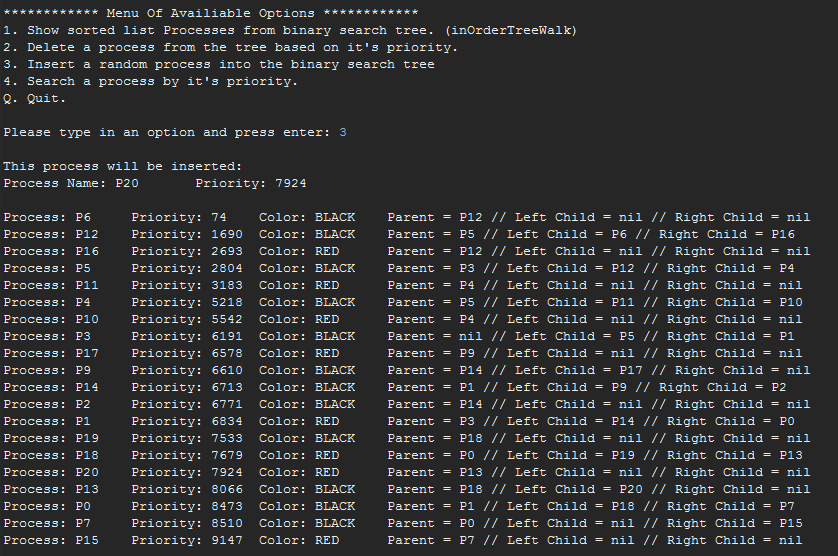 ************ Menu Of Availiable Options ************
1. Show sorted list Processes from binary search tree. (inOrderTreeWalk)
2. Delete a process from the tree based on it's priority.
3. Insert a random process into the binary search tree
4. Search a process by it's priority.
Q. Quit.
Please type in an option and press enter: 3
This process will be inserted:
Process Name: P20 Priority: 7924
Process: P6 Priority: 74 Color: BLACK Parent = P12 // Left Child = nil // Right Child = nil
Process: P12 Priority: 1690 Color: BLACK Parent = P5 // Left Child = P6 // Right Child = P16
Process: P16 Priority: 2693 Color: RED Parent = P12 // Left Child = nil // Right Child = nil
Process: P5 Priority: 2804 Color: BLACK Parent = P3 // Left Child = P12 // Right Child = P4
Process: P11 Priority: 3183 Color: RED Parent = P4 // Left Child = nil // Right Child = nil
Process: P4 Priority: 5218 Color: BLACK Parent = P5 // Left Child = P11 // Right Child = P10
Process: P10 Priority: 5542 Color: RED Parent = P4 // Left Child = nil // Right Child = nil
Process: P3 Priority: 6191 Color: BLACK Parent = nil // Left Child = P5 // Right Child = P1
Process: P17 Priority: 6578 Color: RED Parent = P9 // Left Child = nil // Right Child = nil
Process: P9 Priority: 6610 Color: BLACK Parent = P14 // Left Child = P17 // Right Child = nil
Process: P14 Priority: 6713 Color: BLACK Parent = P1 // Left Child = P9 // Right Child = P2
Process: P2 Priority: 6771 Color: BLACK Parent = P14 // Left Child = nil // Right Child = nil
Process: P1 Priority: 6834 Color: RED Parent = P3 // Left Child = P14 // Right Child = P0
Process: P19 Priority: 7533 Color: BLACK Parent = P18 // Left Child = nil // Right Child = nil
Process: P18 Priority: 7679 Color: RED Parent = P0 // Left Child = P19 // Right Child = P13
Process: P20 Priority: 7924 Color: RED Parent = P13 // Left Child = nil // Right Child = nil
Process: P13 Priority: 8066 Color: BLACK Parent = P18 // Left Child = P20 // Right Child = nil
Process: P0 Priority: 8473 Color: BLACK Parent = P1 // Left Child = P18 // Right Child = P7
Process: P7 Priority: 8510 Color: BLACK Parent = P0 // Left Child = nil // Right Child = P15
Process: P15 Priority: 9147 Color: RED Parent = P7 // Left Child = nil // Right Child = nil